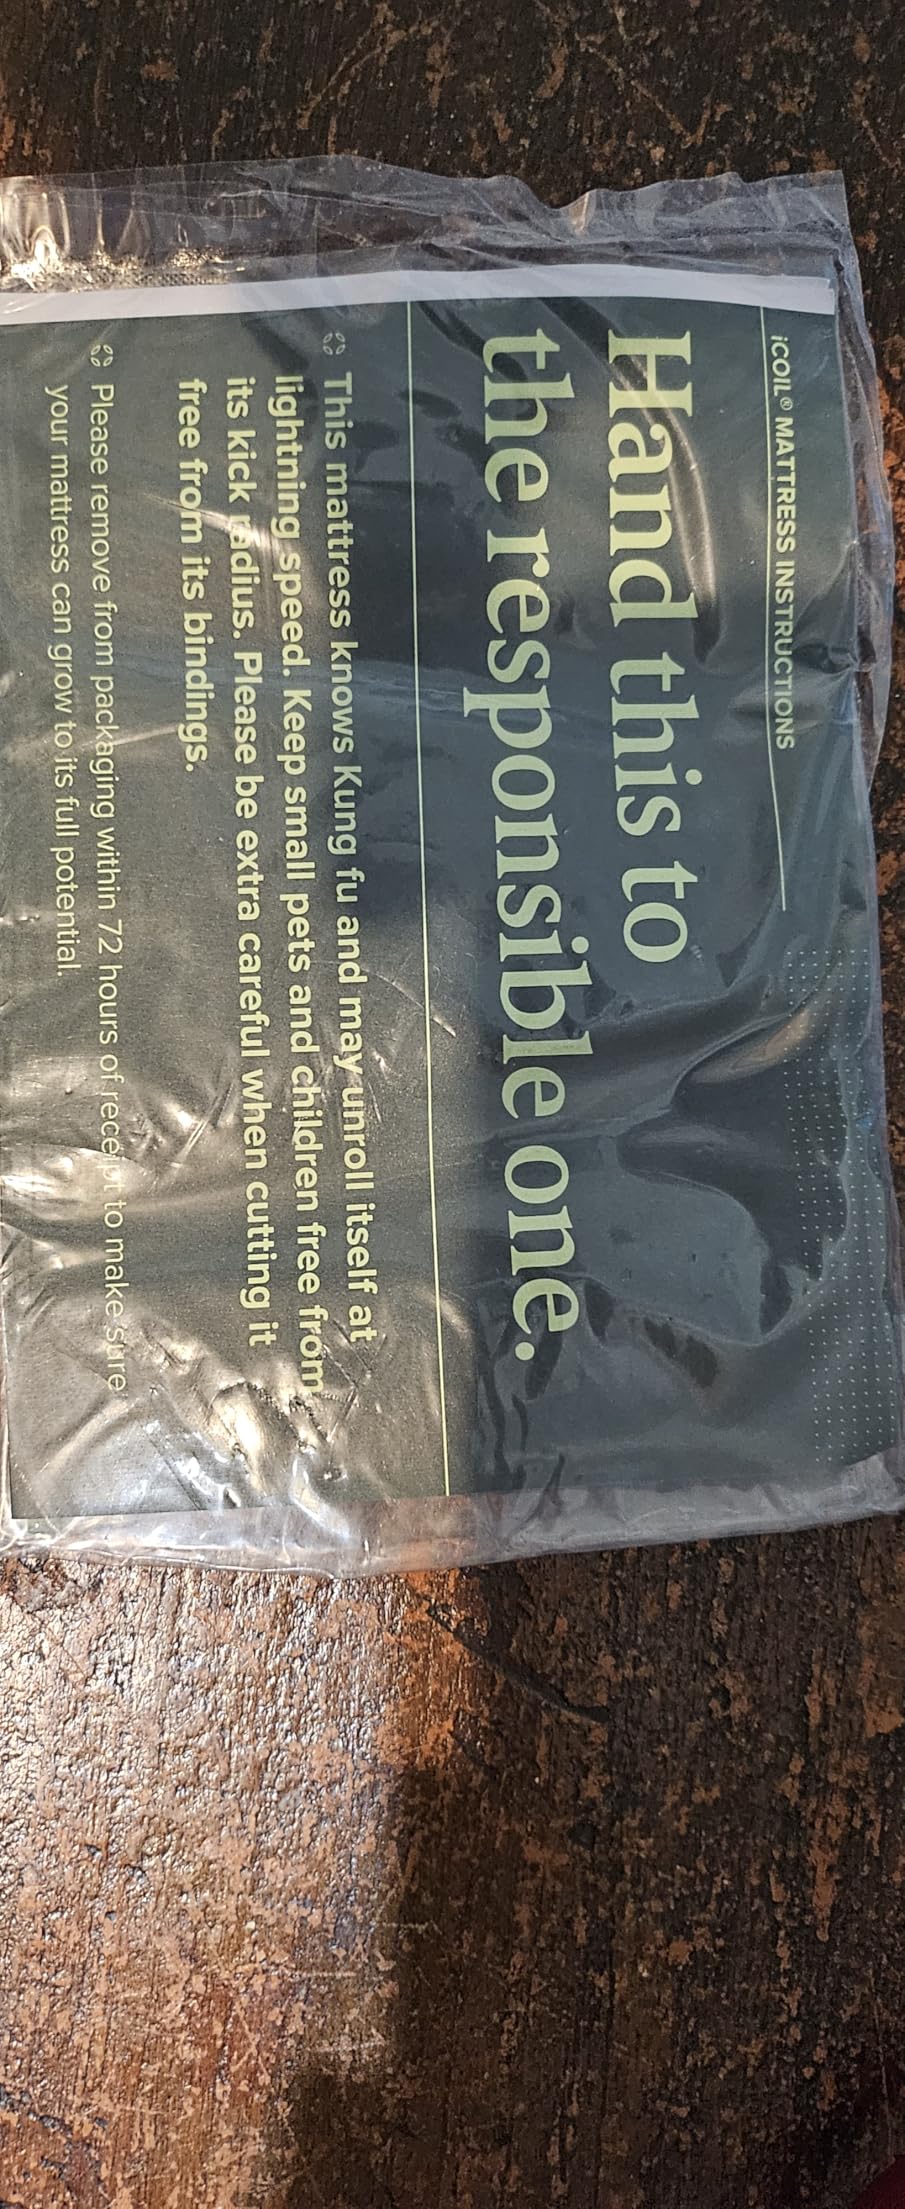 iCOIL® MATTRESS INSTRUCTIONS
Hand this to
the responsible one.
This mattress knows Kung fu and may unroll itself at
lightning speed. Keep small pets and children free from
its kick radius. Please be extra careful when cutting it
free from its bindings.
Please remove from packaging within 72 hours of receipt to make sure
your mattress can grow to its full potential.